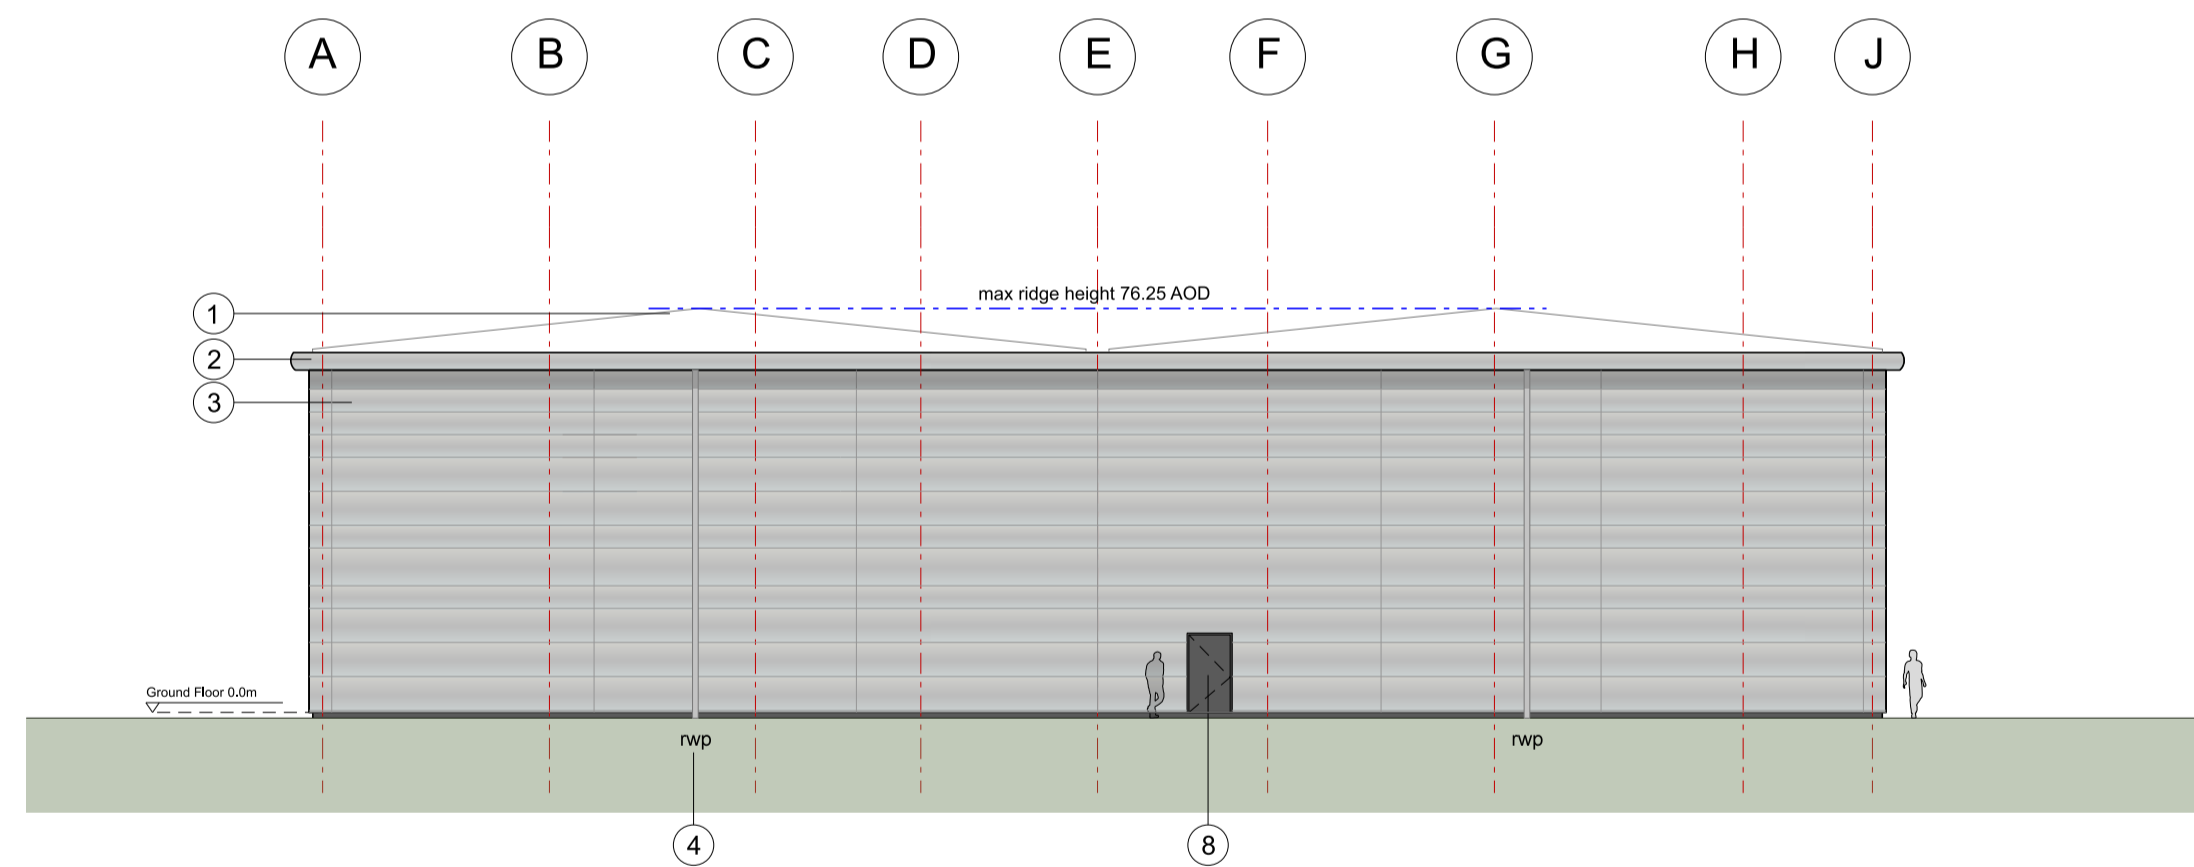 A B C D E F G H J
max ridge height 76.25 AOD
1
2
3
Ground Floor 0.0m
rwp rwp
4 8